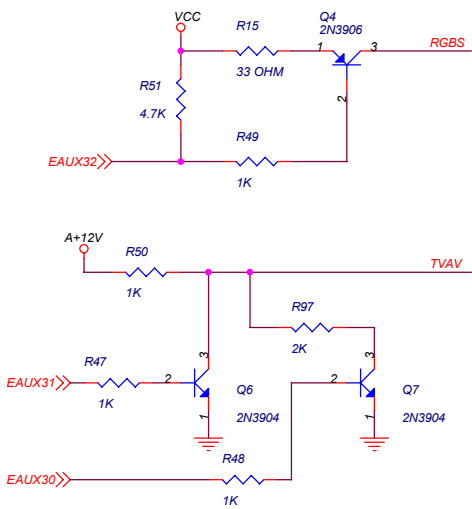 VCC
R15
33 OHM
Q4
2N3906
1
3
2
RGBS
R51
4.7K
R49
1K
EAUX32
A+12V
R50
1K
TVAV
R97
2K
R47
1K
EAUX31
2
3
1
Q6
2N3904
2
3
1
Q7
2N3904
R48
1K
EAUX30